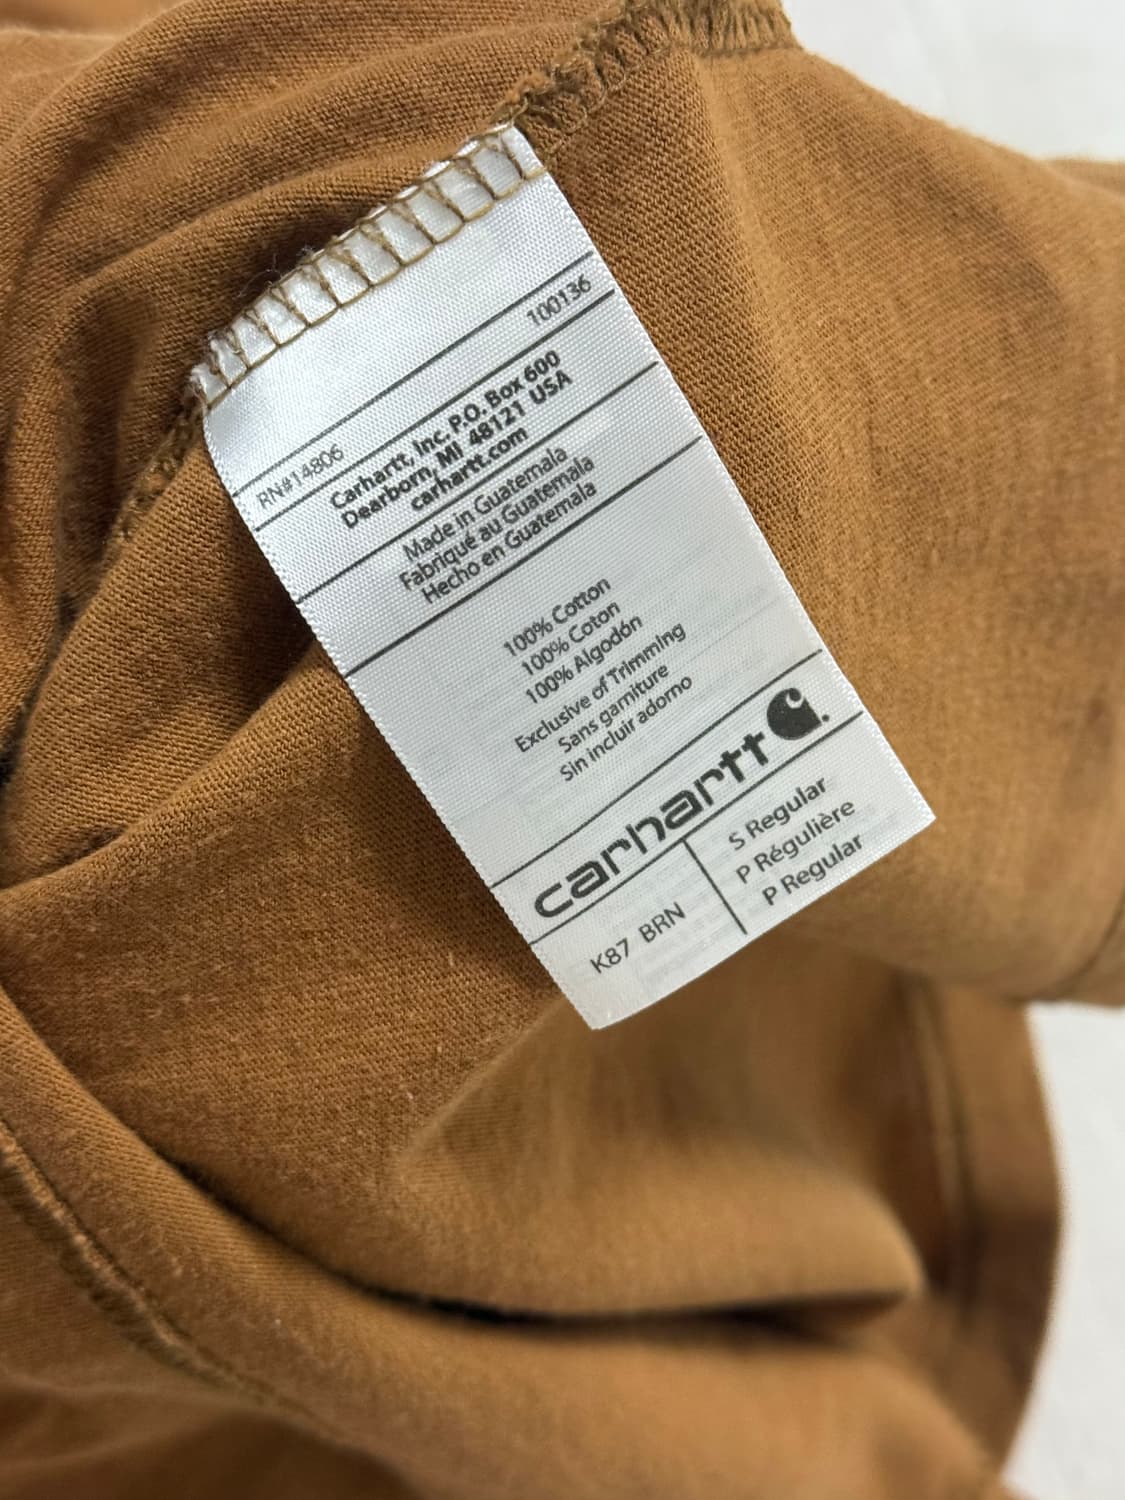 RN#14806 100136
Carhartt, Inc. P.O. Box 600
Dearborn, MI 48121 USA
carhartt.com
Made in Guatemala
Fabriqué au Guatemala
Hecho en Guatemala
100% Cotton
100% Coton
100% Algodón
Exclusive of Trimming
Sans garniture
Sin incluir adorno
carhartt
K87 BRN
S Regular
P Régulière
P Regular